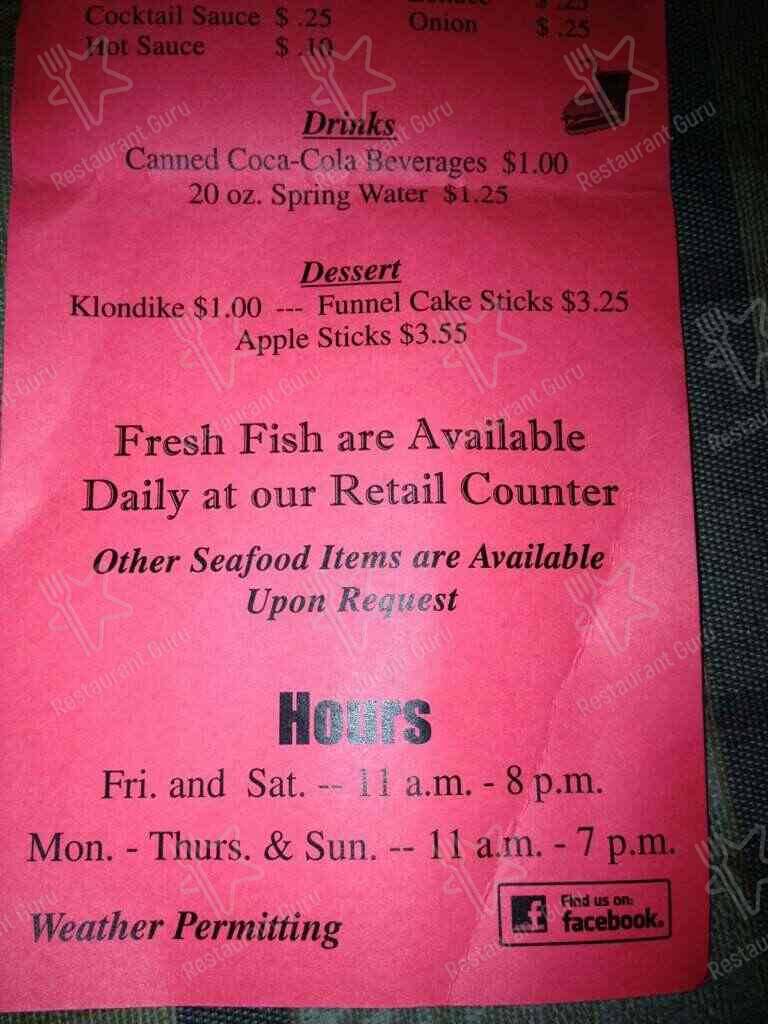 Cocktail Sauce $ .25
Hot Sauce $ .10
Onion $ .25
Drinks
Canned Coca-Cola Beverages $1.00
20 oz. Spring Water $1.25
Dessert
Klondike $1.00 --- Funnel Cake Sticks $3.25
Apple Sticks $3.55
Fresh Fish are Available
Daily at our Retail Counter
Other Seafood Items are Available
Upon Request
Hours
Fri. and Sat. -- 11 a.m. - 8 p.m.
Mon. - Thurs. & Sun. -- 11 a.m. - 7 p.m.
Weather Permitting
Find us on:
facebook.
Restaurant Guru